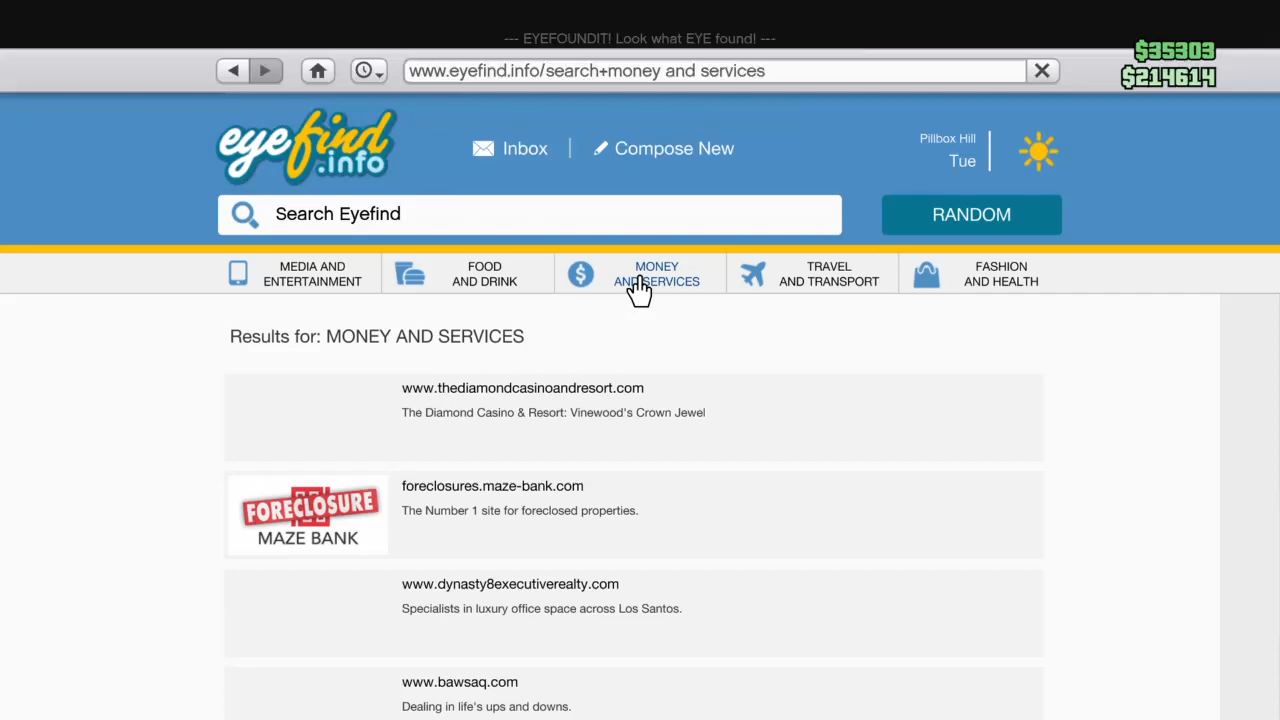 --- EYEFOUNDIT! Look what EYE found! ---
$35303
www.eyefind.info/search+money and services
$214614
eyefind
.info
Inbox
Compose New
Pillbox Hill
Tue
Search Eyefind
RANDOM
MEDIA AND
ENTERTAINMENT
FOOD
AND DRINK
MONEY
AND SERVICES
TRAVEL
AND TRANSPORT
FASHION
AND HEALTH
Results for: MONEY AND SERVICES
www.thediamondcasinoandresort.com
The Diamond Casino & Resort: Vinewood's Crown Jewel
FORECLOSURE
MAZE BANK
foreclosures.maze-bank.com
The Number 1 site for foreclosed properties.
www.dynasty8executiverealty.com
Specialists in luxury office space across Los Santos.
www.bawsaq.com
Dealing in life's ups and downs.